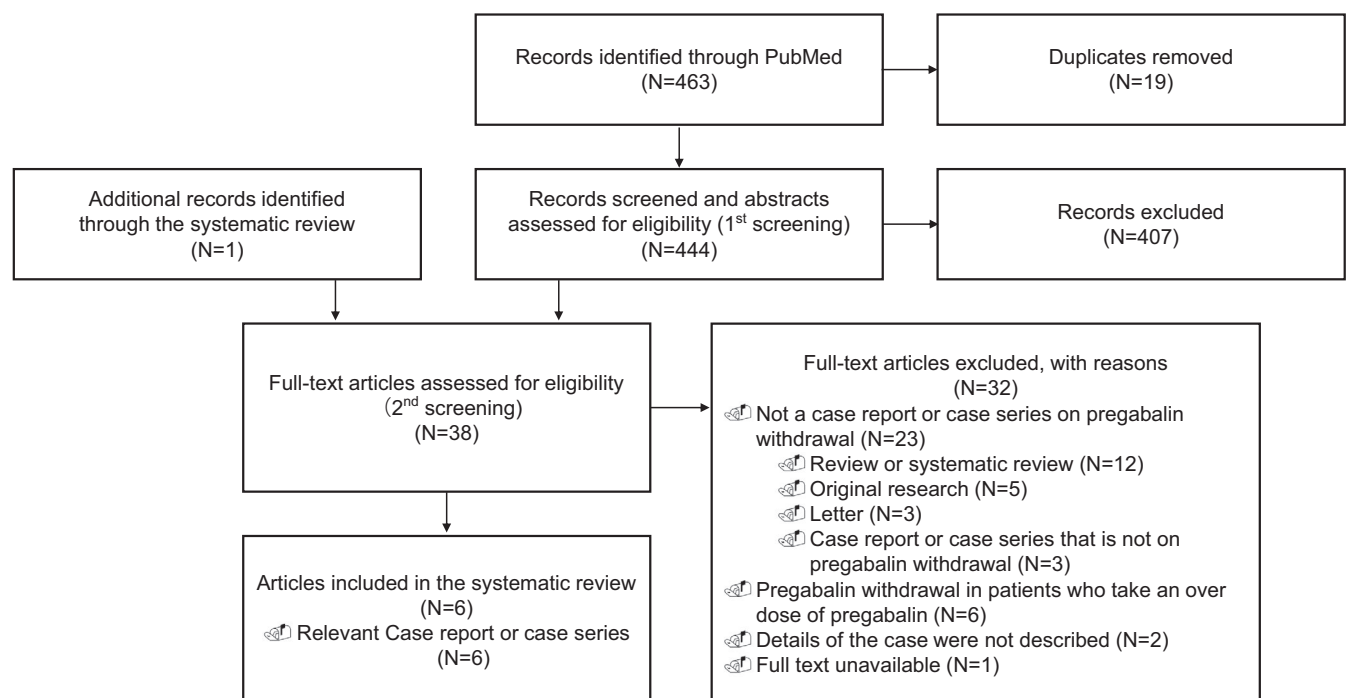 Records identified through PubMed
(N=463)
Duplicates removed
(N=19)
Additional records identified
through the systematic review
(N=1)
Records screened and abstracts
assessed for eligibility (1st screening)
(N=444)
Records excluded
(N=407)
Full-text articles assessed for eligibility
(2nd screening)
(N=38)
Full-text articles excluded, with reasons
(N=32)
Not a case report or case series on pregabalin
withdrawal (N=23)
Review or systematic review (N=12)
Original research (N=5)
Letter (N=3)
Case report or case series that is not on
pregabalin withdrawal (N=3)
Pregabalin withdrawal in patients who take an over
dose of pregabalin (N=6)
Details of the case were not described (N=2)
Full text unavailable (N=1)
Articles included in the systematic review
(N=6)
Relevant Case report or case series
(N=6)